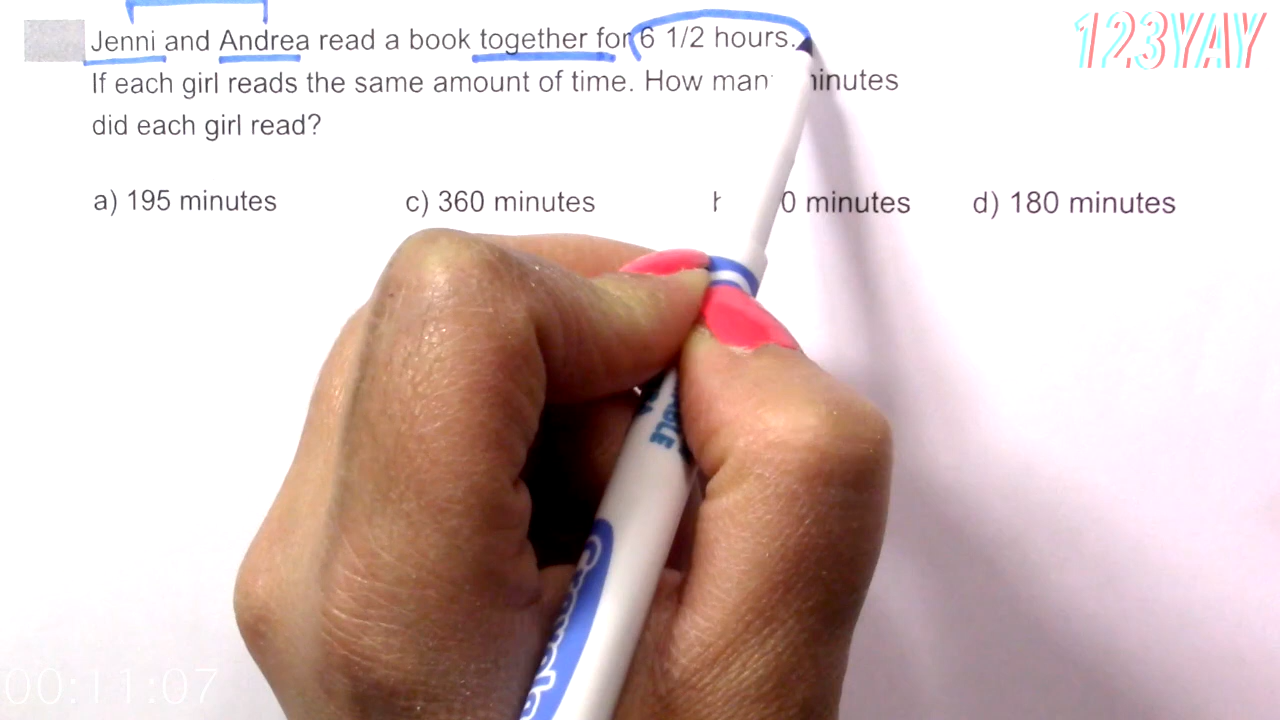 Jenni and Andrea read a book together for 6 1/2 hours.
If each girl reads the same amount of time. How
did each girl read?
a) 195 minutes c) 360 minutes minutes d) 180 minutes
123YAY
00:11:07